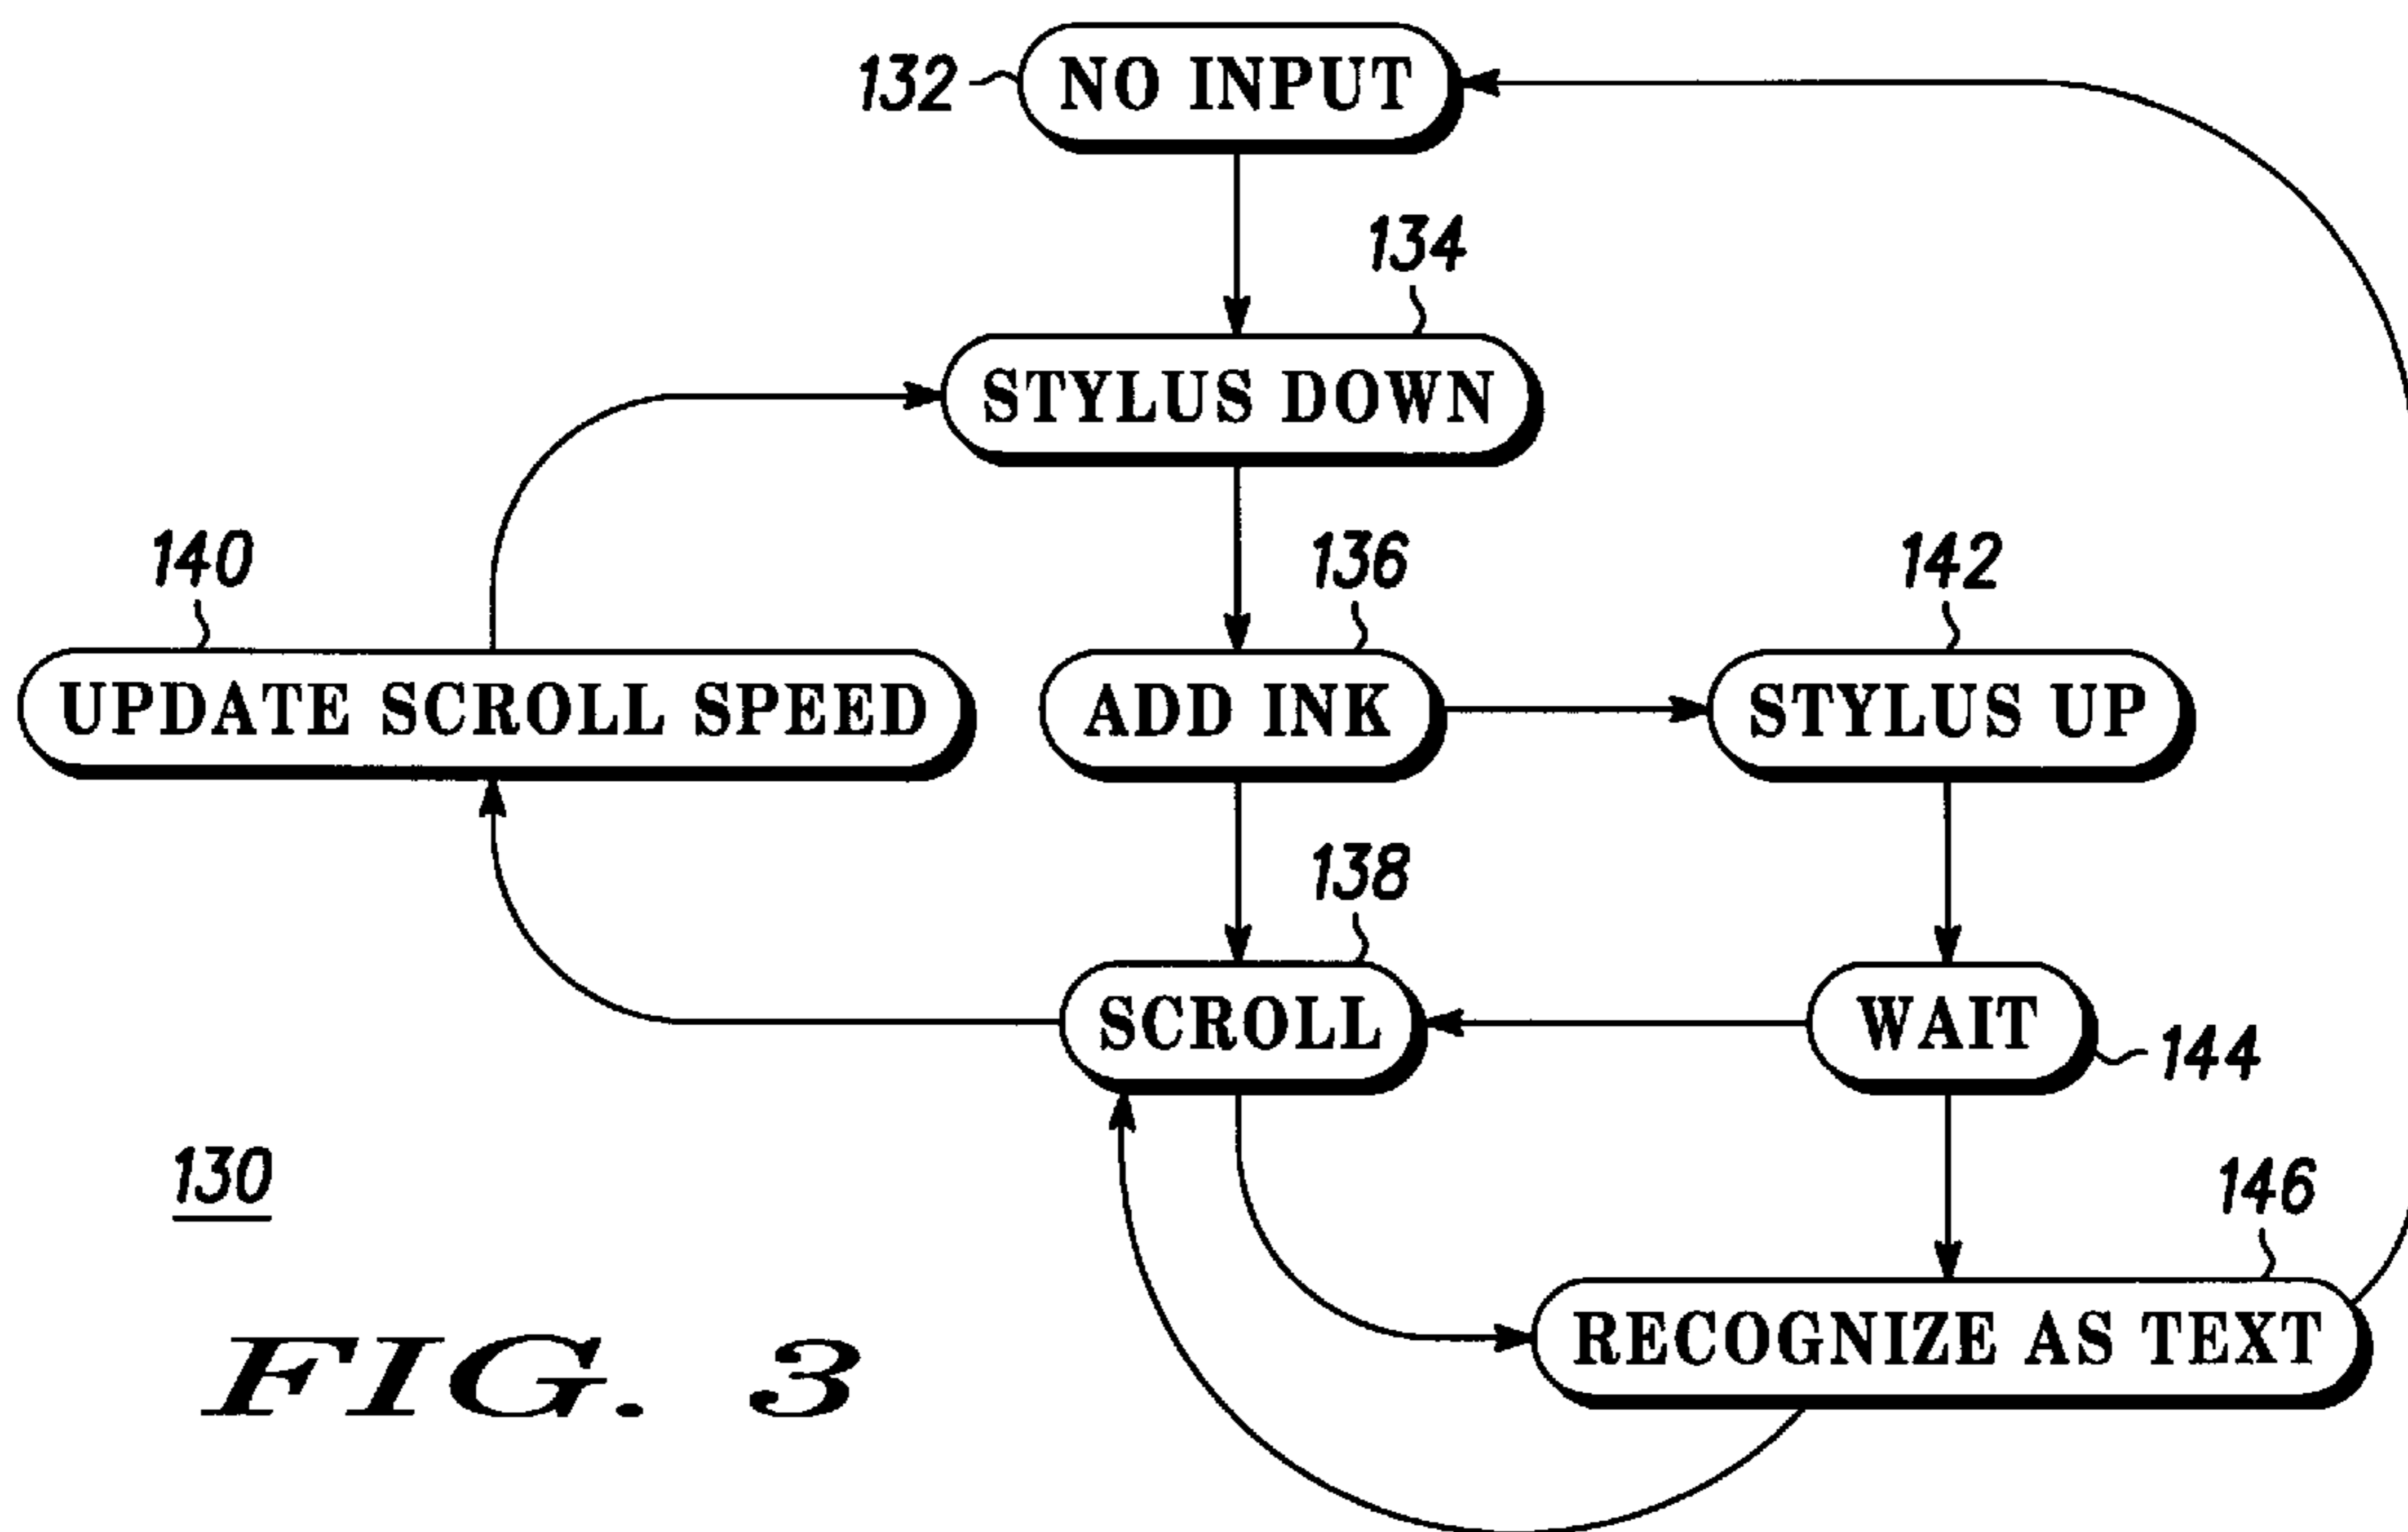 132 NO INPUT
134
STYLUS DOWN
140
136
142
UPDATE SCROLL SPEED
ADD INK
STYLUS UP
138
SCROLL
WAIT
144
130
146
RECOGNIZE AS TEXT
FIG. 3